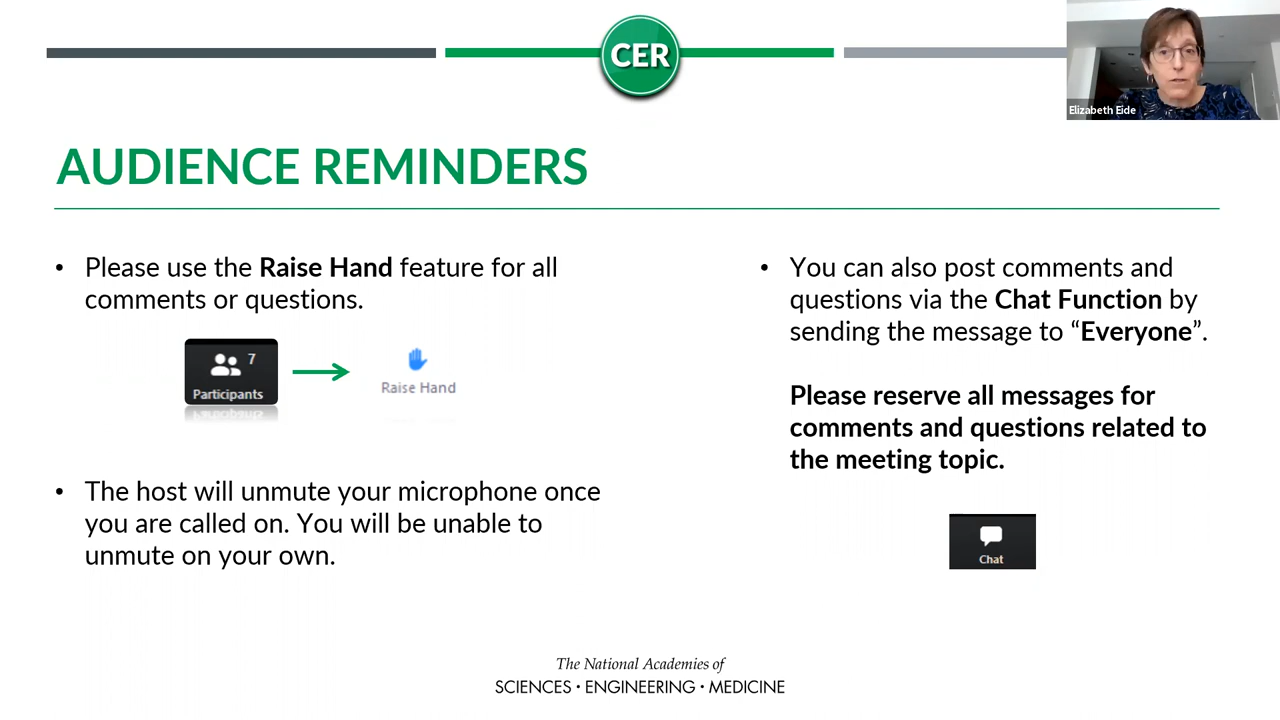 CER
Elizabeth Eide
AUDIENCE REMINDERS
• Please use the Raise Hand feature for all
comments or questions.
7
Participants
Raise Hand
• The host will unmute your microphone once
you are called on. You will be unable to
unmute on your own.
• You can also post comments and
questions via the Chat Function by
sending the message to “Everyone”.
Please reserve all messages for
comments and questions related to
the meeting topic.
Chat
The National Academies of
SCIENCES • ENGINEERING • MEDICINE